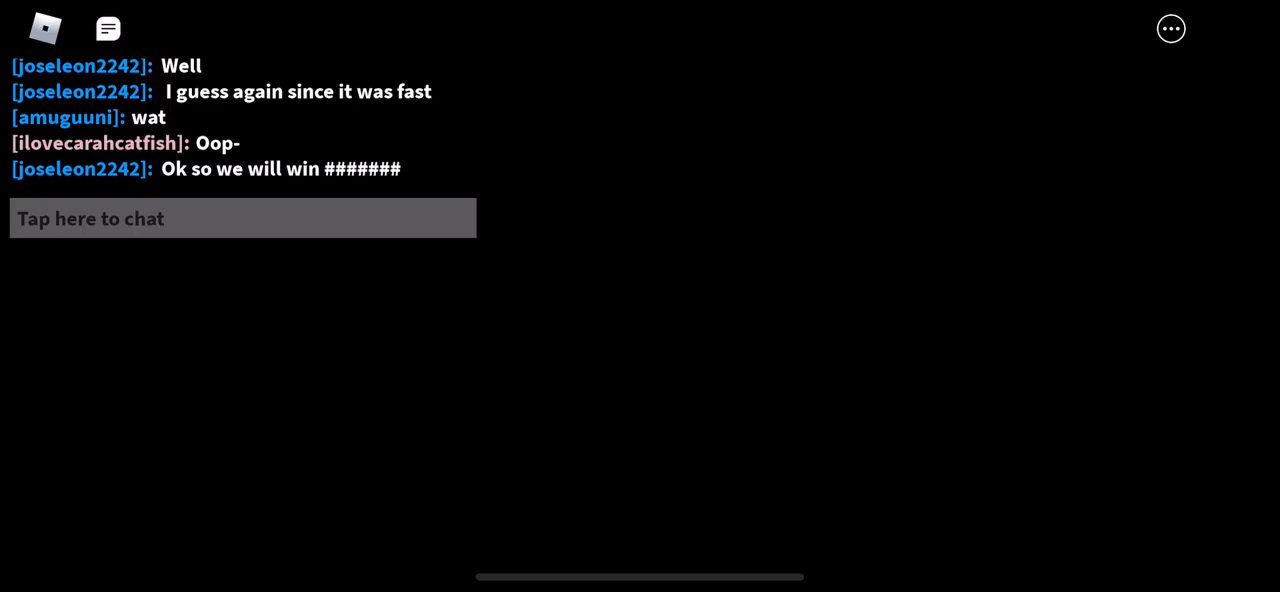 [joseleon2242]: Well
[joseleon2242]: I guess again since it was fast
[amuguuni]: wat
[ilovecarahcatfish]: Oop-
[joseleon2242]: Ok so we will win #######
Tap here to chat